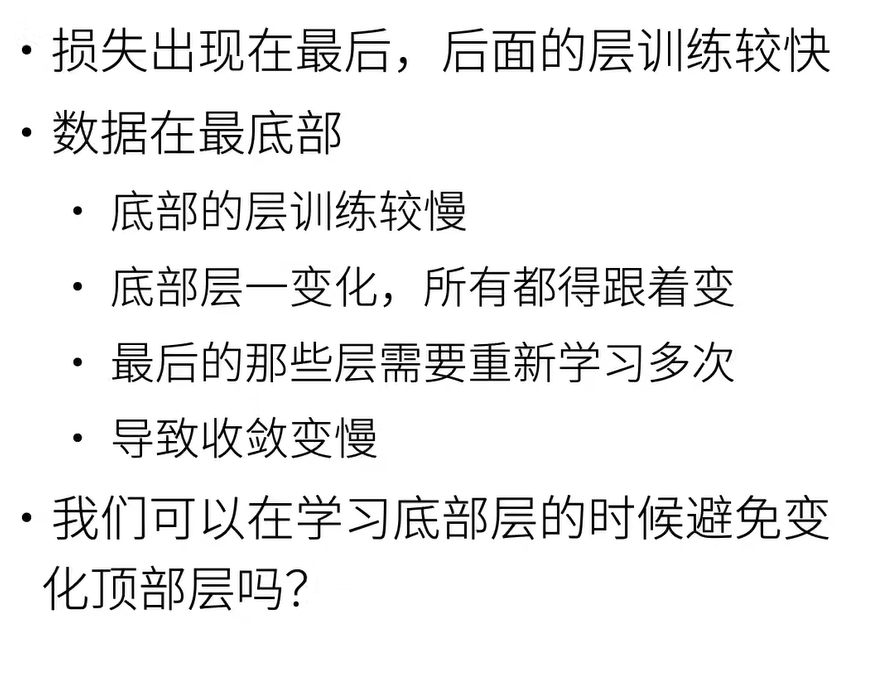 • 损失出现在最后，后面的层训练较快
• 数据在最底部
• 底部的层训练较慢
• 底部层一变化，所有都得跟着变
• 最后的那些层需要重新学习多次
• 导致收敛变慢
• 我们可以在学习底部层的时候避免变
化顶部层吗？